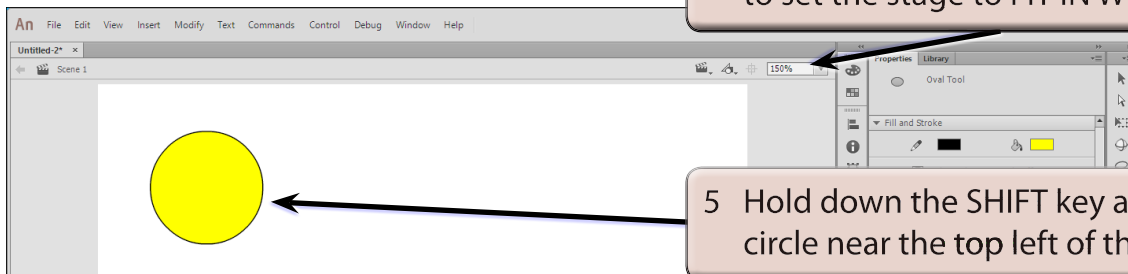 to set the stage to FIT IN W
An File Edit View Insert Modify Text Commands Control Debug Window Help
Untitled-2* ×
Scene 1
150%
Properties Library
Oval Tool
Fill and Stroke
5 Hold down the SHIFT key a
circle near the top left of th